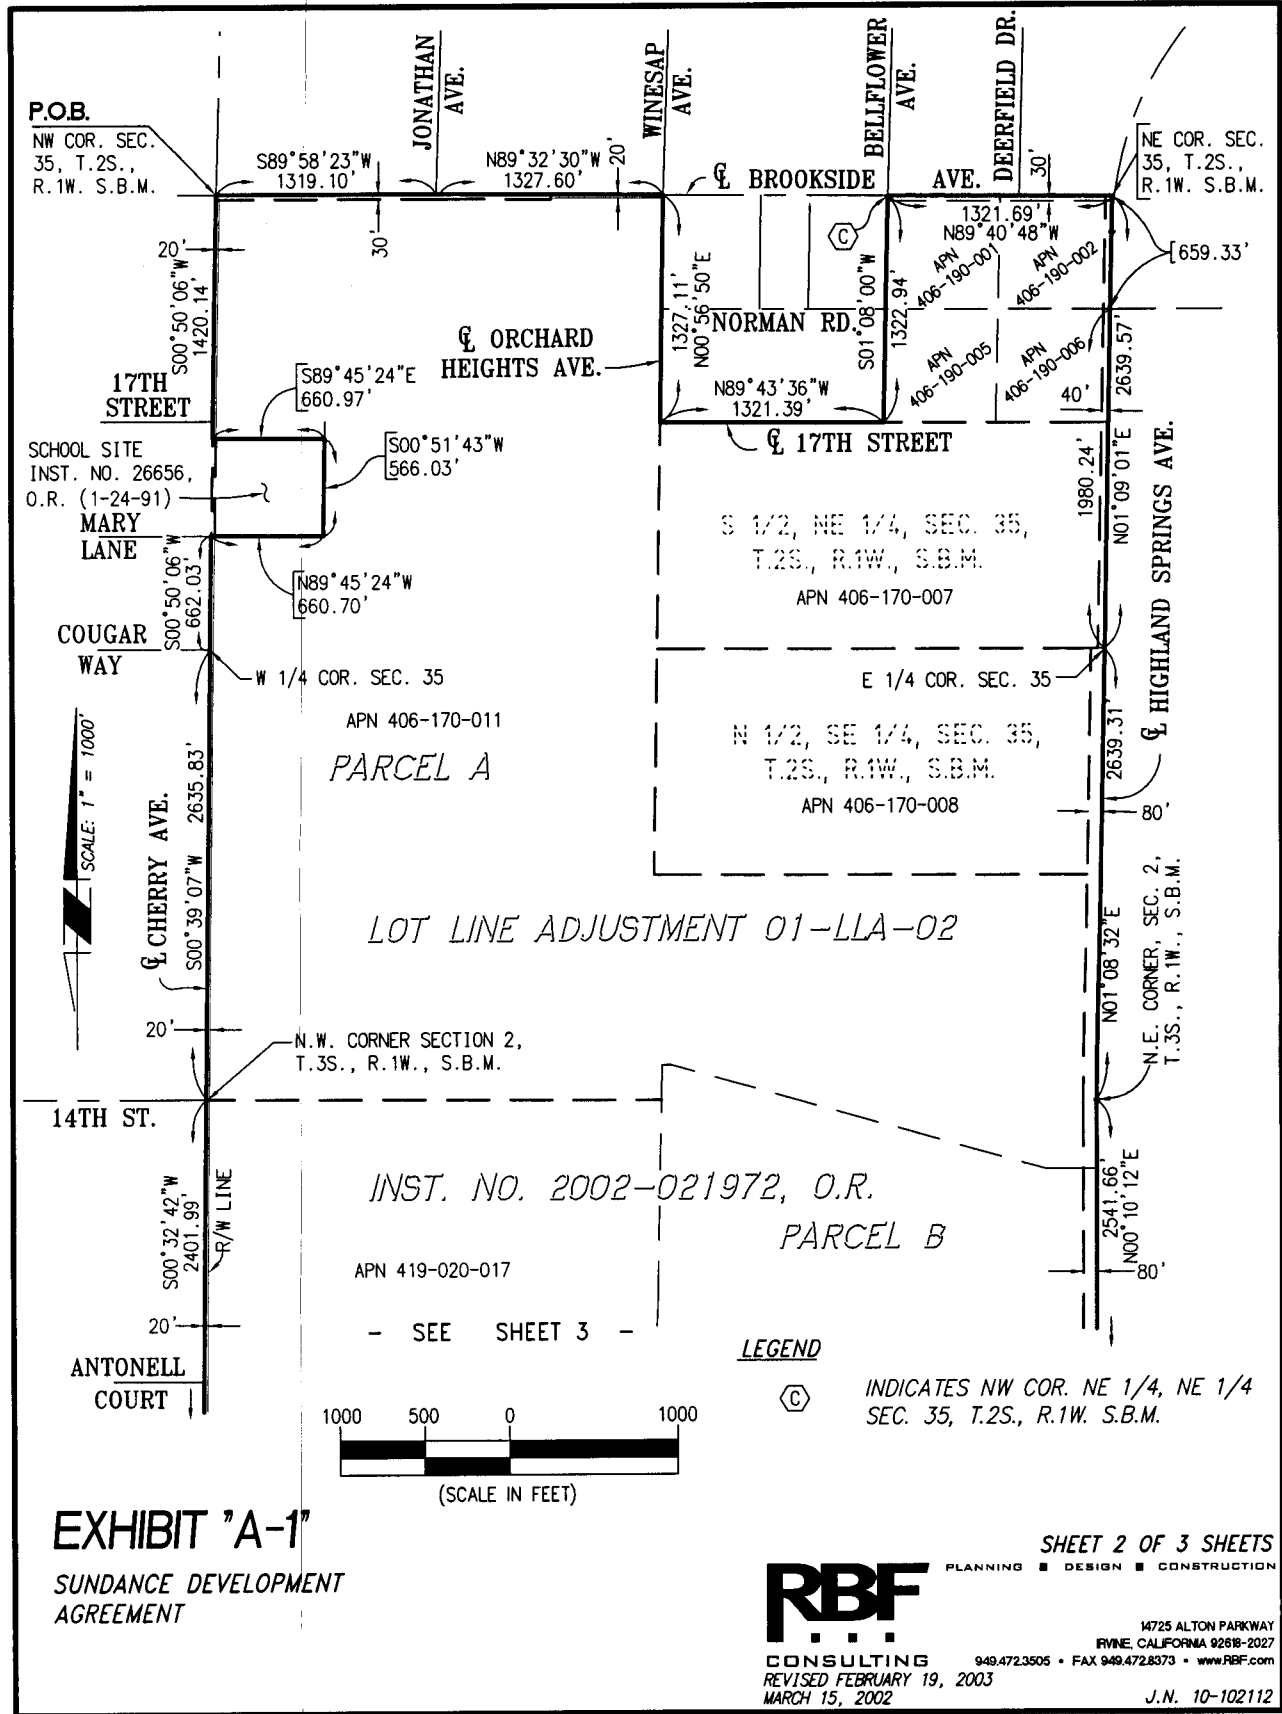 JONATHAN
AVE.
WINESAP
AVE.
BELLFLOWER
AVE.
DEERFIELD DR.
P.O.B.
NW COR. SEC.
35, T.2S.,
R.1W. S.B.M.
S89°58'23"W
1319.10'
N89°32'30"W
1327.60'
20'
℄ BROOKSIDE AVE.
30'
NE COR. SEC.
35, T.2S.,
R.1W. S.B.M.
20'
30'
C
1321.69'
N89°40'48"W
659.33'
S00°50'06"W
1420.14'
APN
406-190-001
APN
406-190-002
1327.11'
N00°56'50"E
NORMAN RD.
S01°08'00"W
1322.94'
℄ ORCHARD
HEIGHTS AVE.
APN
406-190-005
APN
406-190-006
2639.57'
17TH
STREET
S89°45'24"E
660.97'
N89°43'36"W
1321.39'
40'
℄ 17TH STREET
SCHOOL SITE
INST. NO. 26656,
O.R. (1-24-91)
S00°51'43"W
566.03'
1980.24'
N01°09'01"E
℄ HIGHLAND SPRINGS AVE.
MARY
LANE
S 1/2, NE 1/4, SEC. 35,
T.2S., R.1W., S.B.M.
APN 406-170-007
S00°50'06"W
662.03'
N89°45'24"W
660.70'
COUGAR
WAY
W 1/4 COR. SEC. 35
E 1/4 COR. SEC. 35
APN 406-170-011
PARCEL A
N 1/2, SE 1/4, SEC. 35,
T.2S., R.1W., S.B.M.
APN 406-170-008
2639.31'
80'
SCALE: 1" = 1000'
℄ CHERRY AVE.
S00°39'07"W 2635.83'
LOT LINE ADJUSTMENT 01-LLA-02
N01°08'32"E
N.E. CORNER, SEC. 2,
T.3S., R.1W., S.B.M.
20'
N.W. CORNER SECTION 2,
T.3S., R.1W., S.B.M.
14TH ST.
INST. NO. 2002-021972, O.R.
PARCEL B
S00°32'42"W
2401.99'
R/W LINE
2541.66'
N00°10'12"E
APN 419-020-017
80'
20'
- SEE SHEET 3 -
ANTONELL
COURT
LEGEND
C
INDICATES NW COR. NE 1/4, NE 1/4
SEC. 35, T.2S., R.1W. S.B.M.
1000 500 0 1000
(SCALE IN FEET)
EXHIBIT "A-1"
SUNDANCE DEVELOPMENT
AGREEMENT
SHEET 2 OF 3 SHEETS
RBF
PLANNING ■ DESIGN ■ CONSTRUCTION
CONSULTING
14725 ALTON PARKWAY
IRVINE, CALIFORNIA 92618-2027
949.472.3505 • FAX 949.472.8373 • www.RBF.com
REVISED FEBRUARY 19, 2003
MARCH 15, 2002
J.N. 10-102112